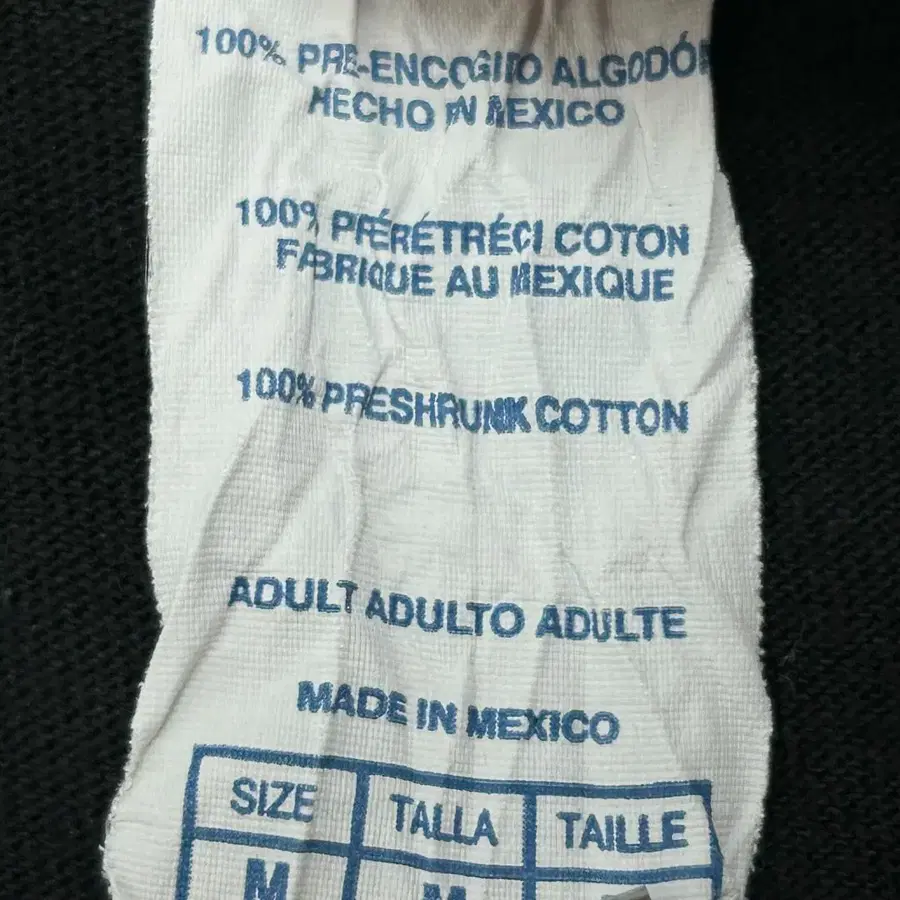 100% PRE-ENCOGIDO ALGODÓN
HECHO IN MEXICO
100% PRÉRÉTRÉCI COTON
FABRIQUE AU MEXIQUE
100% PRESHRUNK COTTON
ADULT ADULTO ADULTE
MADE IN MEXICO
SIZE TALLA TAILLE
M M